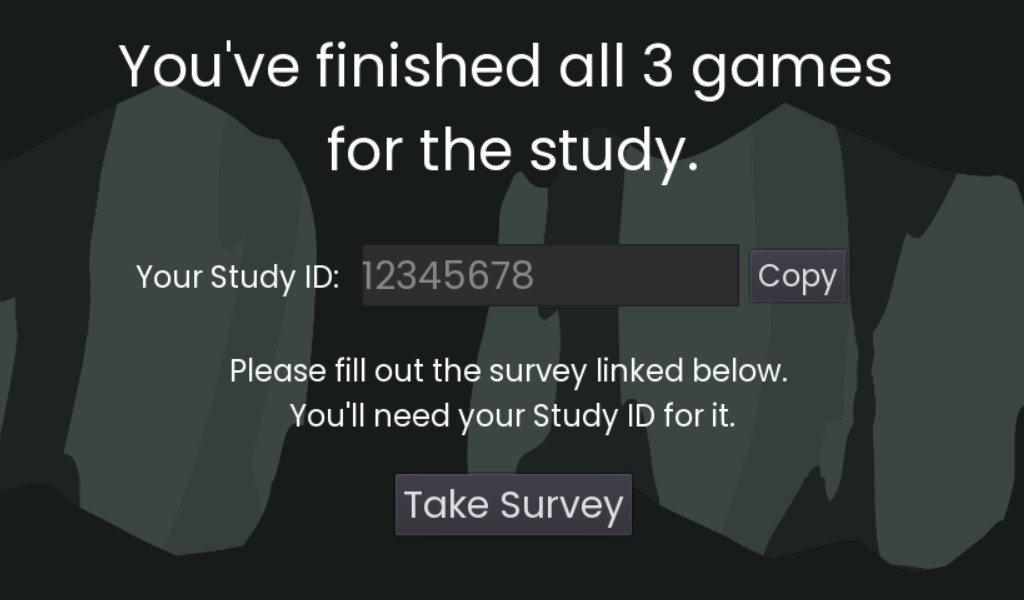 You've finished all 3 games
for the study.
Your Study ID: 12345678 Copy
Please fill out the survey linked below.
You'll need your Study ID for it.
Take Survey